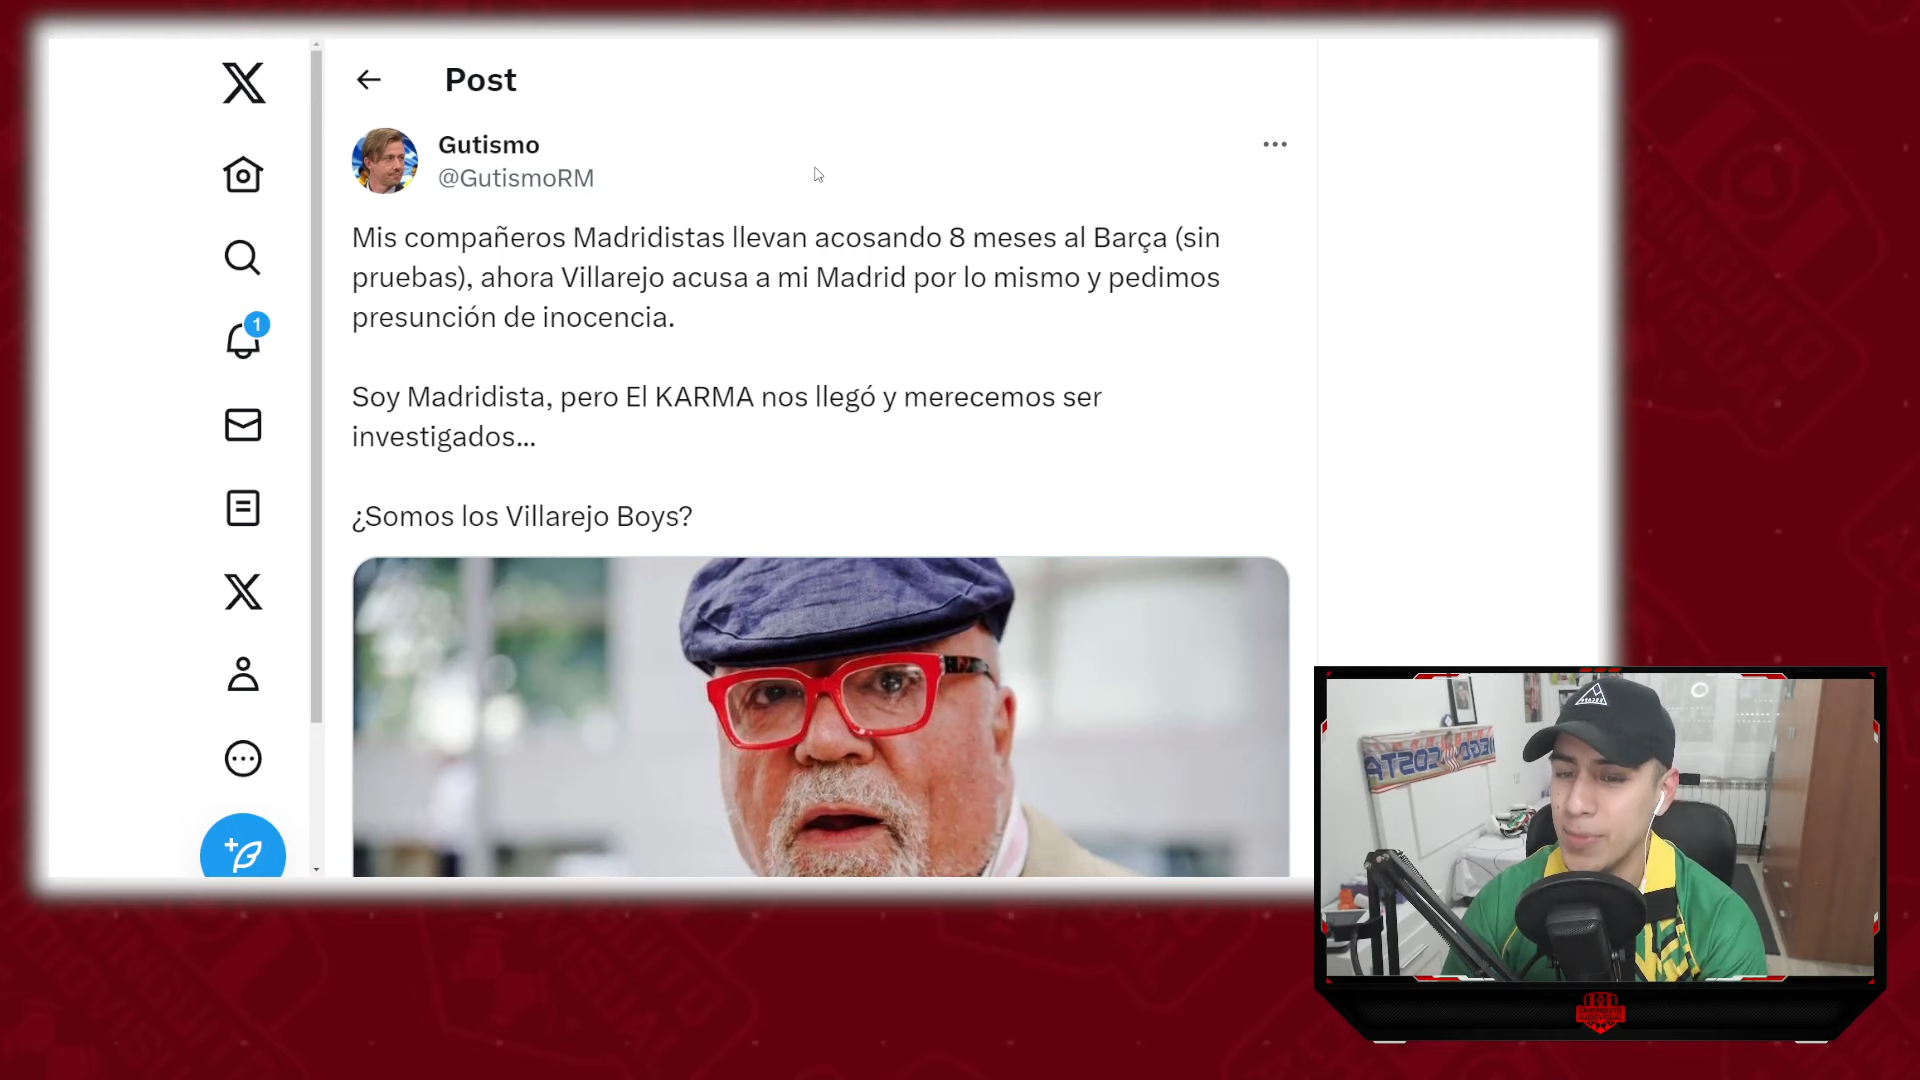 Post
Gutismo
@GutismoRM
Mis compañeros Madridistas llevan acosando 8 meses al Barça (sin
pruebas), ahora Villarejo acusa a mi Madrid por lo mismo y pedimos
presunción de inocencia.
Soy Madridista, pero El KARMA nos llegó y merecemos ser
investigados...
¿Somos los Villarejo Boys?
1
CHIRINGUITO
AUDIOVISUAL